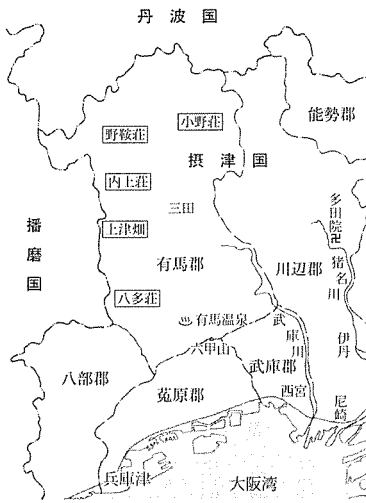 丹波国
能勢郡
小野荘
野鞍荘
摂津国
内上荘
三田
多田院卍
上津畑
播磨国
猪名川
有馬郡
川辺郡
八多荘
♨有馬温泉
武庫川
六甲山
伊丹
武庫郡
八部郡
菟原郡
西宮
尼崎
兵庫津
大阪湾